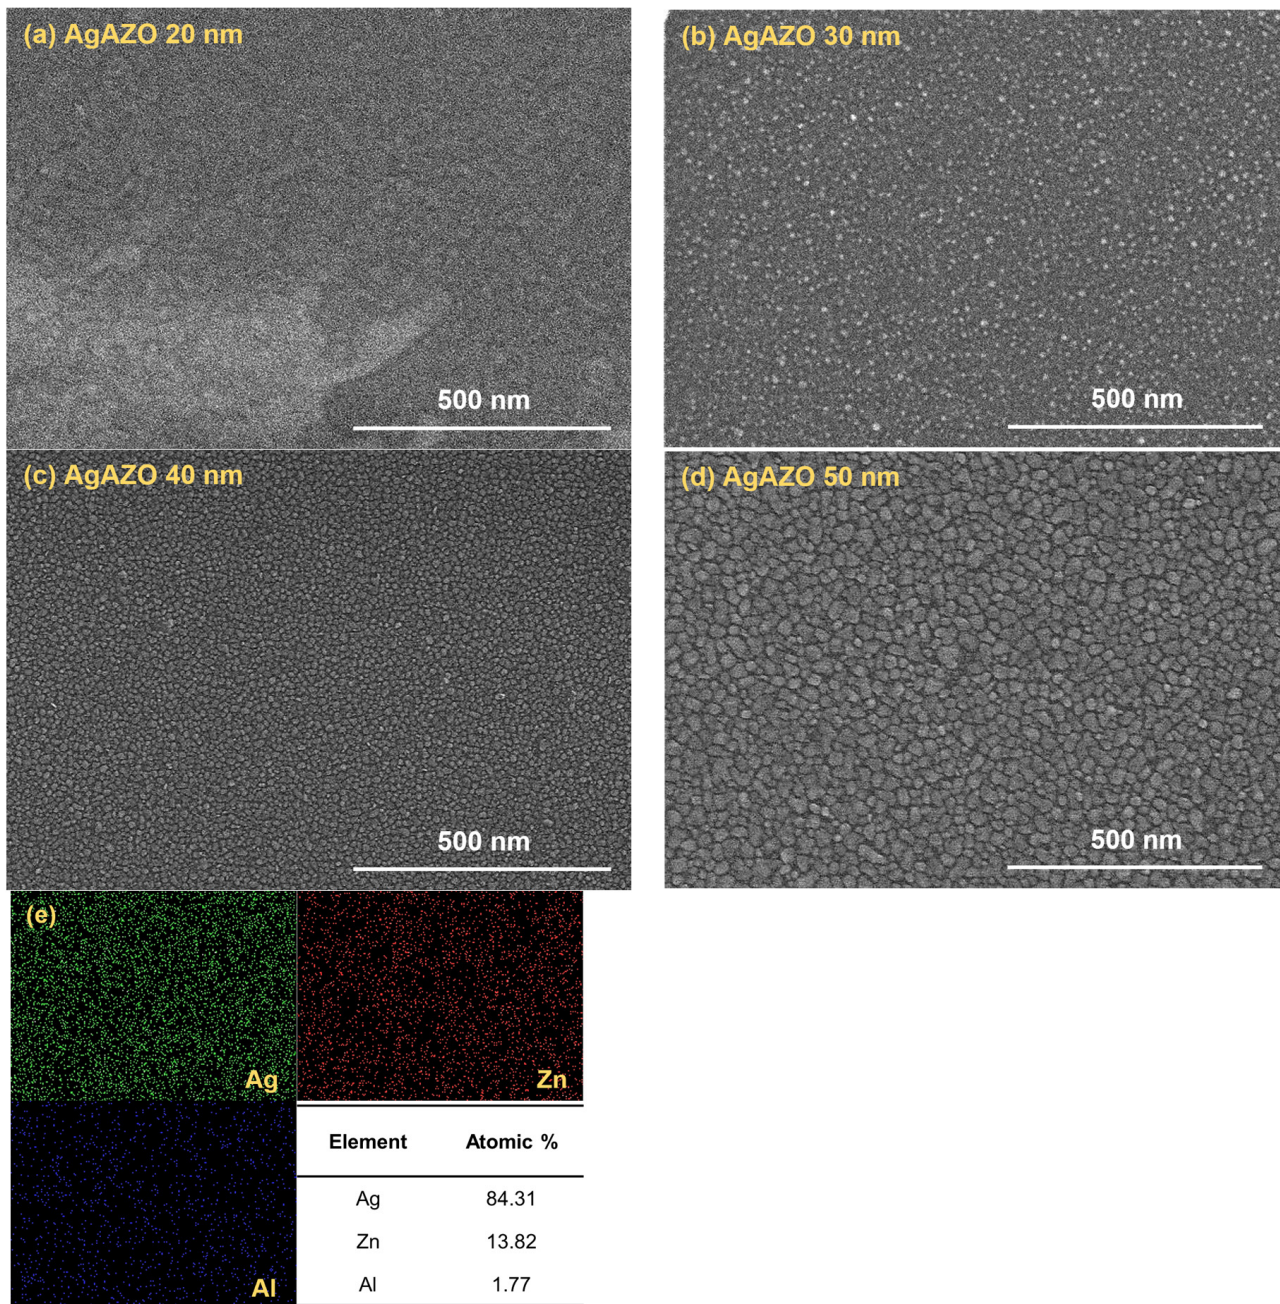 (a) AgAZO 20 nm
500 nm
(b) AgAZO 30 nm
500 nm
(c) AgAZO 40 nm
500 nm
(d) AgAZO 50 nm
500 nm
(e)
Ag
Zn
Al
Element Atomic %
Ag 84.31
Zn 13.82
Al 1.77